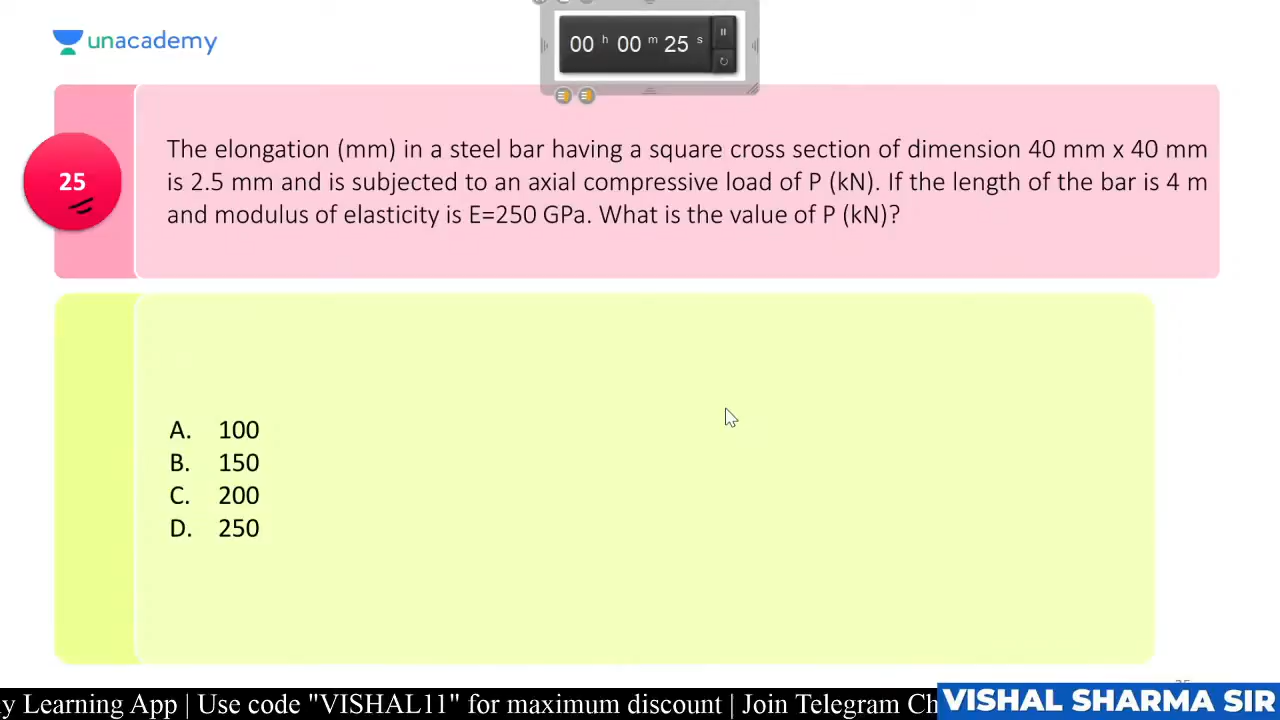 unacademy
00 h 00 m 25 s
25
The elongation (mm) in a steel bar having a square cross section of dimension 40 mm x 40 mm
is 2.5 mm and is subjected to an axial compressive load of P (kN). If the length of the bar is 4 m
and modulus of elasticity is E=250 GPa. What is the value of P (kN)?
A. 100
B. 150
C. 200
D. 250
y Learning App | Use code "VISHAL11" for maximum discount | Join Telegram Ch
VISHAL SHARMA SIR